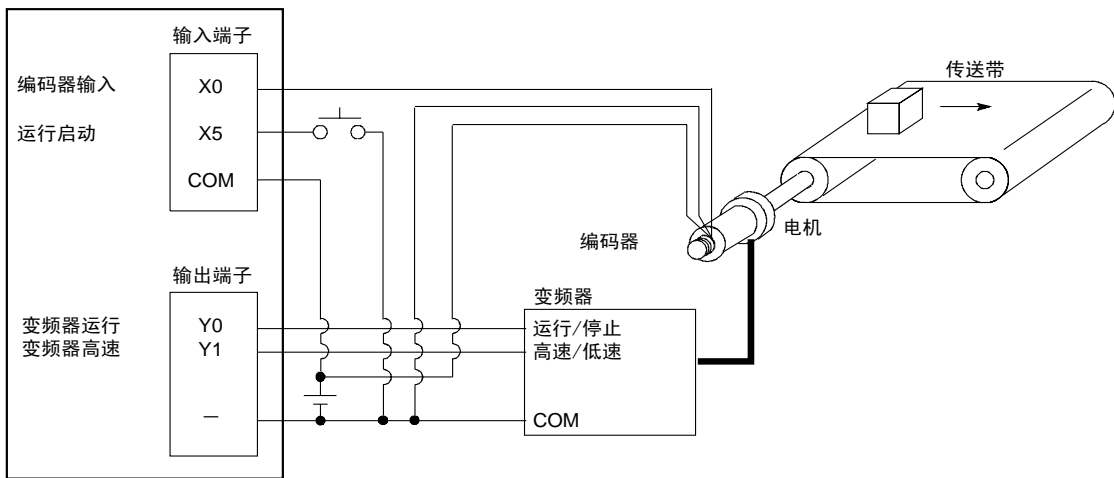 输入端子
编码器输入
X0
运行启动
X5
COM
输出端子
变频器运行
Y0
变频器高速
Y1
—
传送带
电机
编码器
变频器
运行/停止
高速/低速
COM